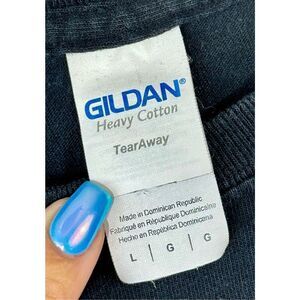 GILDAN®
Heavy Cotton
TearAway
Made in Dominican Republic
Fabriqué en République Dominicaine
Hecho en República Dominicana
L | G | G